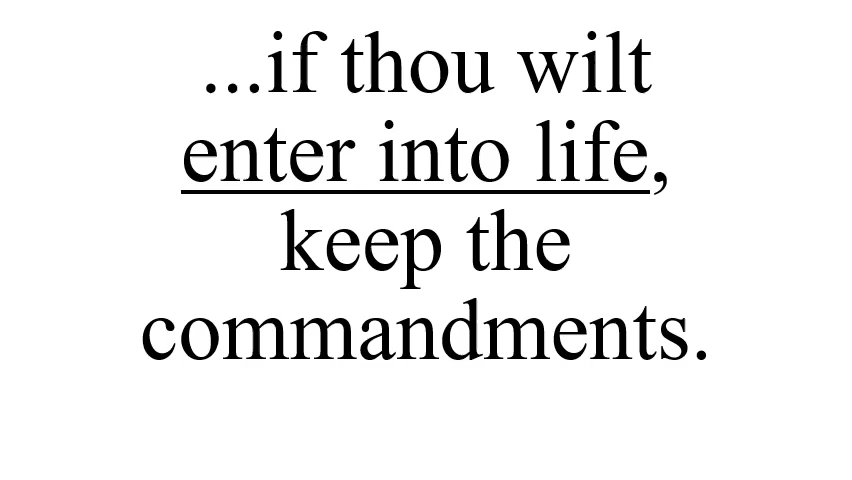 ...if thou wilt
enter into life,
keep the
commandments.